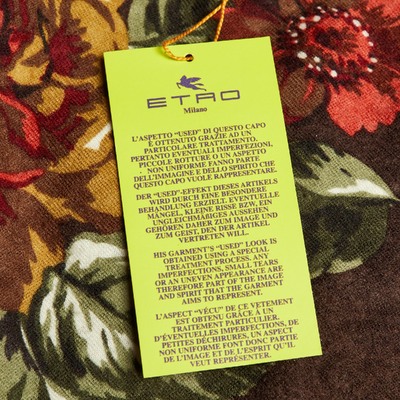 ETRO
Milano
L'ASPETTO "USED" DI QUESTO CAPO
È OTTENUTO GRAZIE AD UN
PARTICOLARE TRATTAMENTO.
PERTANTO EVENTUALI IMPERFEZIONI,
PICCOLE ROTTURE O UN ASPETTO
NON UNIFORME FANNO PARTE
DELL'IMMAGINE E DELLO SPIRITO CHE
QUESTO CAPO VUOLE RAPPRESENTARE.
DER "USED"-EFFEKT DIESES ARTIKELS
WIRD DURCH EINE BESONDERE
BEHANDLUNG ERZIELT. EVENTUELLE
MÄNGEL, KLEINE RISSE BZW, EIN
UNGLEICHMÄßIGES AUSSEHEN
GEHÖREN DAHER ZUM IMAGE UND
ZUM GEIST, DEN DER ARTIKEL
VERTRETEN WILL.
HIS GARMENT'S "USED" LOOK IS
OBTAINED USING A SPECIAL
TREATMENT PROCESS. ANY
IMPERFECTIONS, SMALL TEARS
OR AN UNEVEN APPEARANCE ARE
THEREFORE PART OF THE IMAGE
AND SPIRIT THAT THE GARMENT
AIMS TO REPRESENT.
L'ASPECT "VÉCU" DE CE VETEMENT
EST OBTENU GRÂCE À UN
TRAITEMENT PARTICULIER.
D'ÉVENTUELLES IMPERFECTIONS, DE
PETITES DÉCHIRURES, UN ASPECT
NON UNIFORME FONT DONC PARTIE
DE L'IMAGE ET DE L'ESPRIT QU'IL
VEUT REPRÉSENTER.